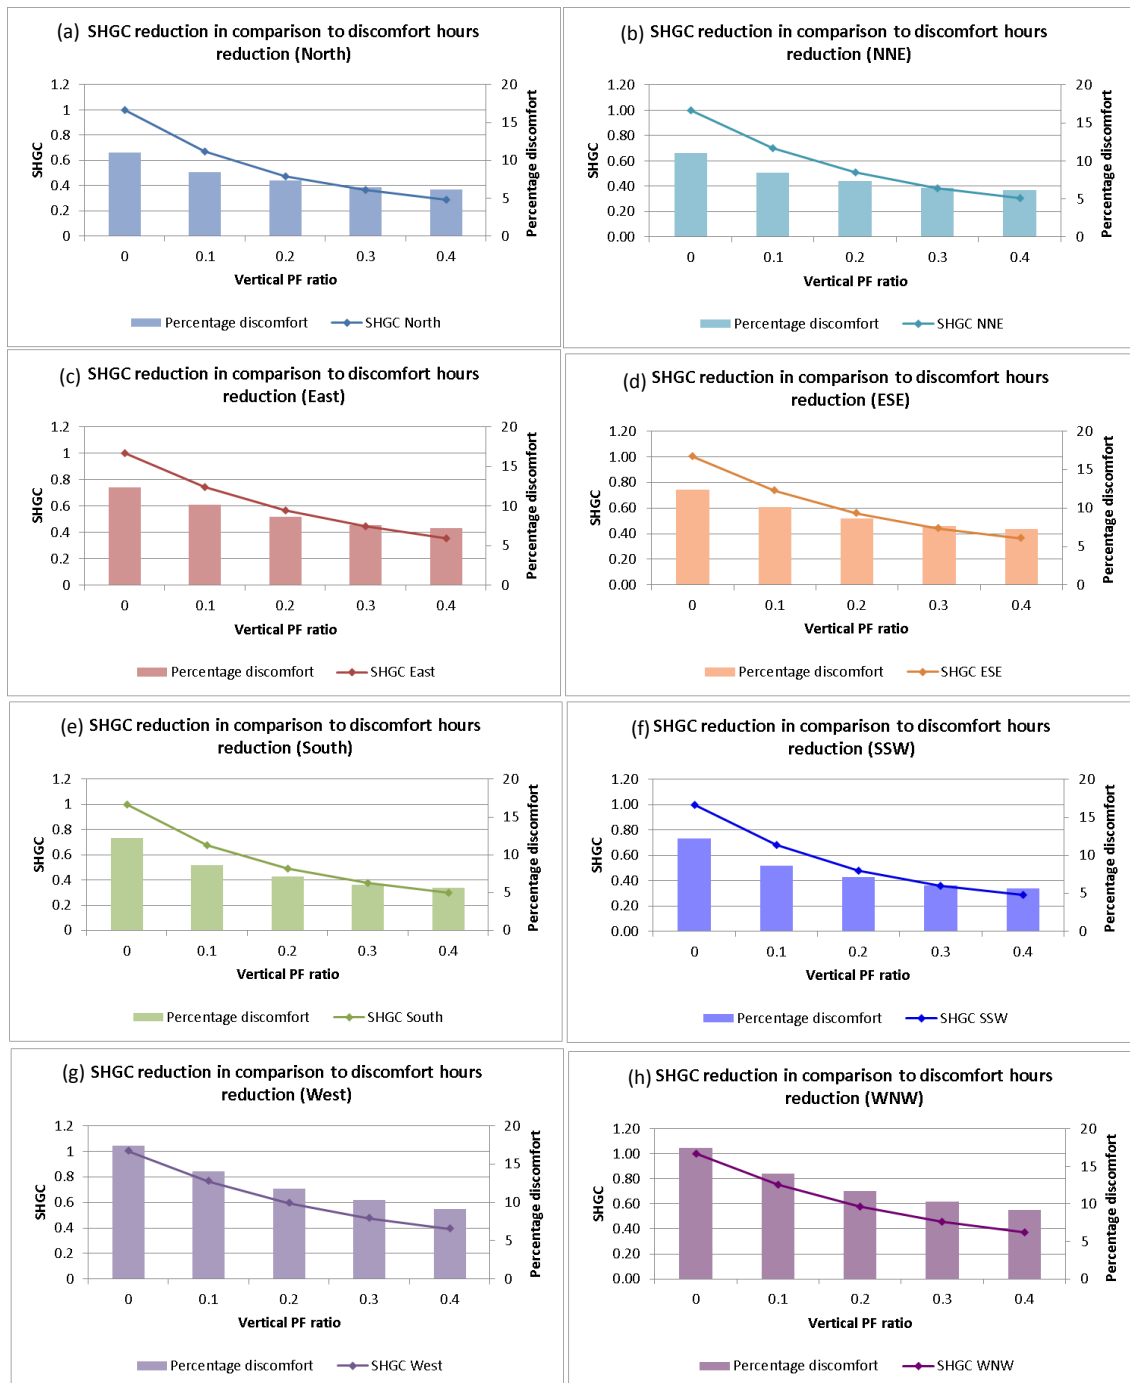 (a) SHGC reduction in comparison to discomfort hours
reduction (North)
1.2
1
0.8
0.6
0.4
0.2
0
SHGC
20
15
10
5
0
Percentage discomfort
0 0.1 0.2 0.3 0.4
Vertical PF ratio
Percentage discomfort SHGC North
(b) SHGC reduction in comparison to discomfort hours
reduction (NNE)
1.20
1.00
0.80
0.60
0.40
0.20
0.00
SHGC
20
15
10
5
0
Percentage discomfort
0 0.1 0.2 0.3 0.4
Vertical PF ratio
Percentage discomfort SHGC NNE
(c) SHGC reduction in comparison to discomfort hours
reduction (East)
1.2
1
0.8
0.6
0.4
0.2
0
SHGC
20
15
10
5
0
Percentage discomfort
0 0.1 0.2 0.3 0.4
Vertical PF ratio
Percentage discomfort SHGC East
(d) SHGC reduction in comparison to discomfort hours
reduction (ESE)
1.20
1.00
0.80
0.60
0.40
0.20
0.00
SHGC
20
15
10
5
0
Percentage discomfort
0 0.1 0.2 0.3 0.4
Vertical PF ratio
Percentage discomfort SHGC ESE
(e) SHGC reduction in comparison to discomfort hours
reduction (South)
1.2
1
0.8
0.6
0.4
0.2
0
SHGC
20
15
10
5
0
Percentage discomfort
0 0.1 0.2 0.3 0.4
Vertical PF ratio
Percentage discomfort SHGC South
(f) SHGC reduction in comparison to discomfort hours
reduction (SSW)
1.20
1.00
0.80
0.60
0.40
0.20
0.00
SHGC
20
15
10
5
0
Percentage discomfort
0 0.1 0.2 0.3 0.4
Vertical PF ratio
Percentage discomfort SHGC SSW
(g) SHGC reduction in comparison to discomfort hours
reduction (West)
1.2
1
0.8
0.6
0.4
0.2
0
SHGC
20
15
10
5
0
Percentage discomfort
0 0.1 0.2 0.3 0.4
Vertical PF ratio
Percentage discomfort SHGC West
(h) SHGC reduction in comparison to discomfort hours
reduction (WNW)
1.20
1.00
0.80
0.60
0.40
0.20
0.00
SHGC
20
15
10
5
0
Percentage discomfort
0 0.1 0.2 0.3 0.4
Vertical PF ratio
Percentage discomfort SHGC WNW